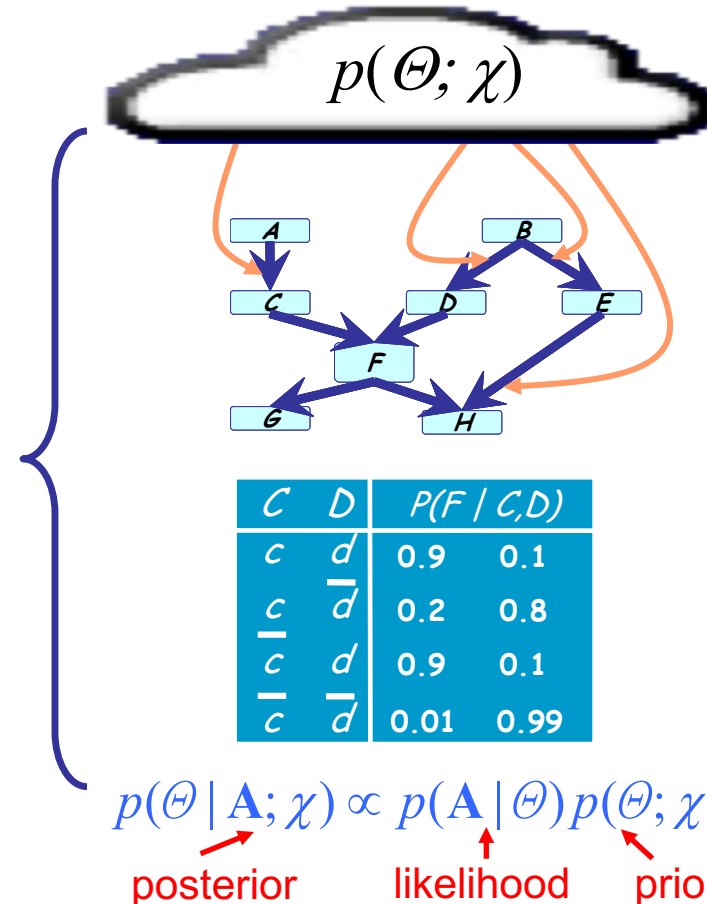 p(Θ; χ)
A B
C D E
F
G H
C D P(F | C,D)
c d 0.9 0.1
c d̅ 0.2 0.8
c̅ d 0.9 0.1
c̅ d̅ 0.01 0.99
p(Θ | A; χ) ∝ p(A | Θ) p(Θ; χ
posterior likelihood prio